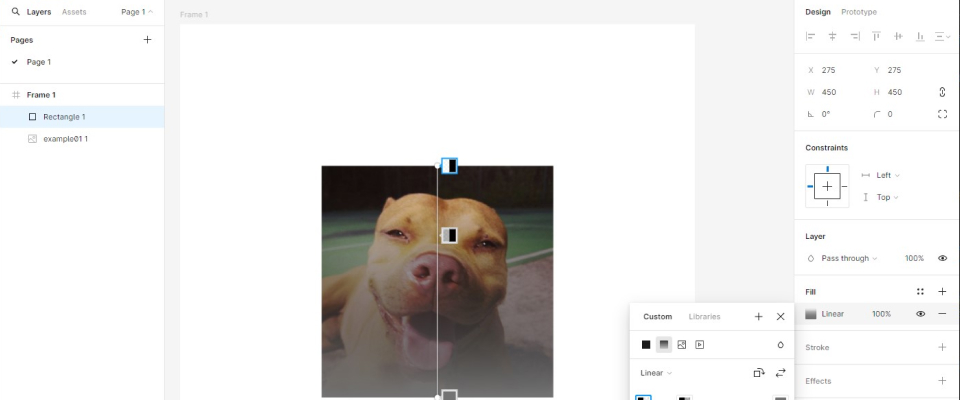 Layers Assets Page 1
Pages
Page 1
Frame 1
Rectangle 1
example01 1
Frame 1
Design Prototype
X 275 Y 275
W 450 H 450
0° 0
Constraints
Left
Top
Layer
Pass through 100%
Fill
Linear 100%
Stroke
Effects
Custom Libraries
Linear